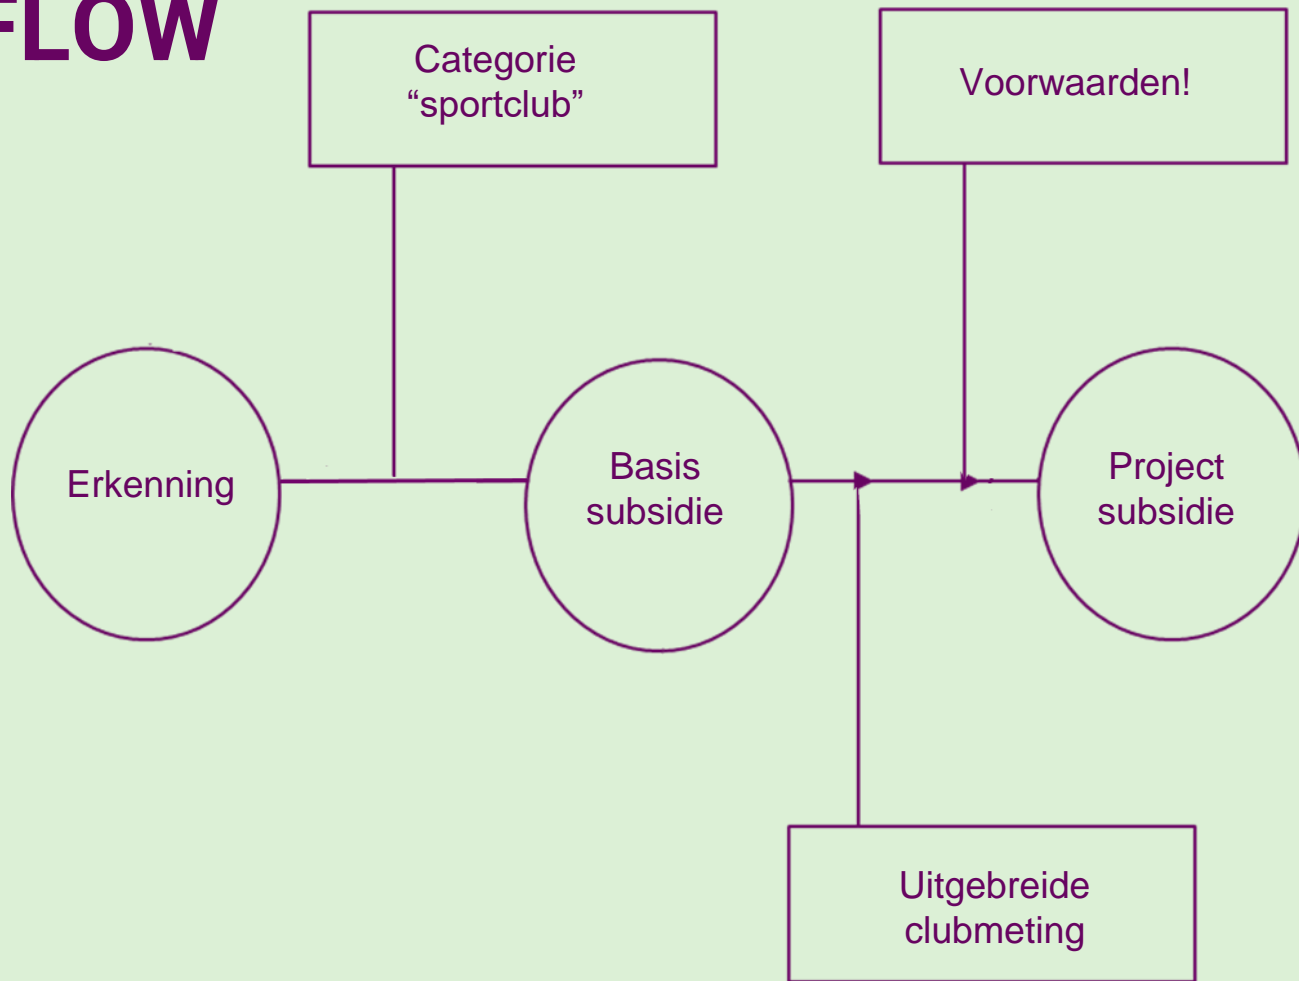 FLOW
Categorie
“sportclub”
Voorwaarden!
Erkenning
Basis
subsidie
Project
subsidie
Uitgebreide
clubmeting